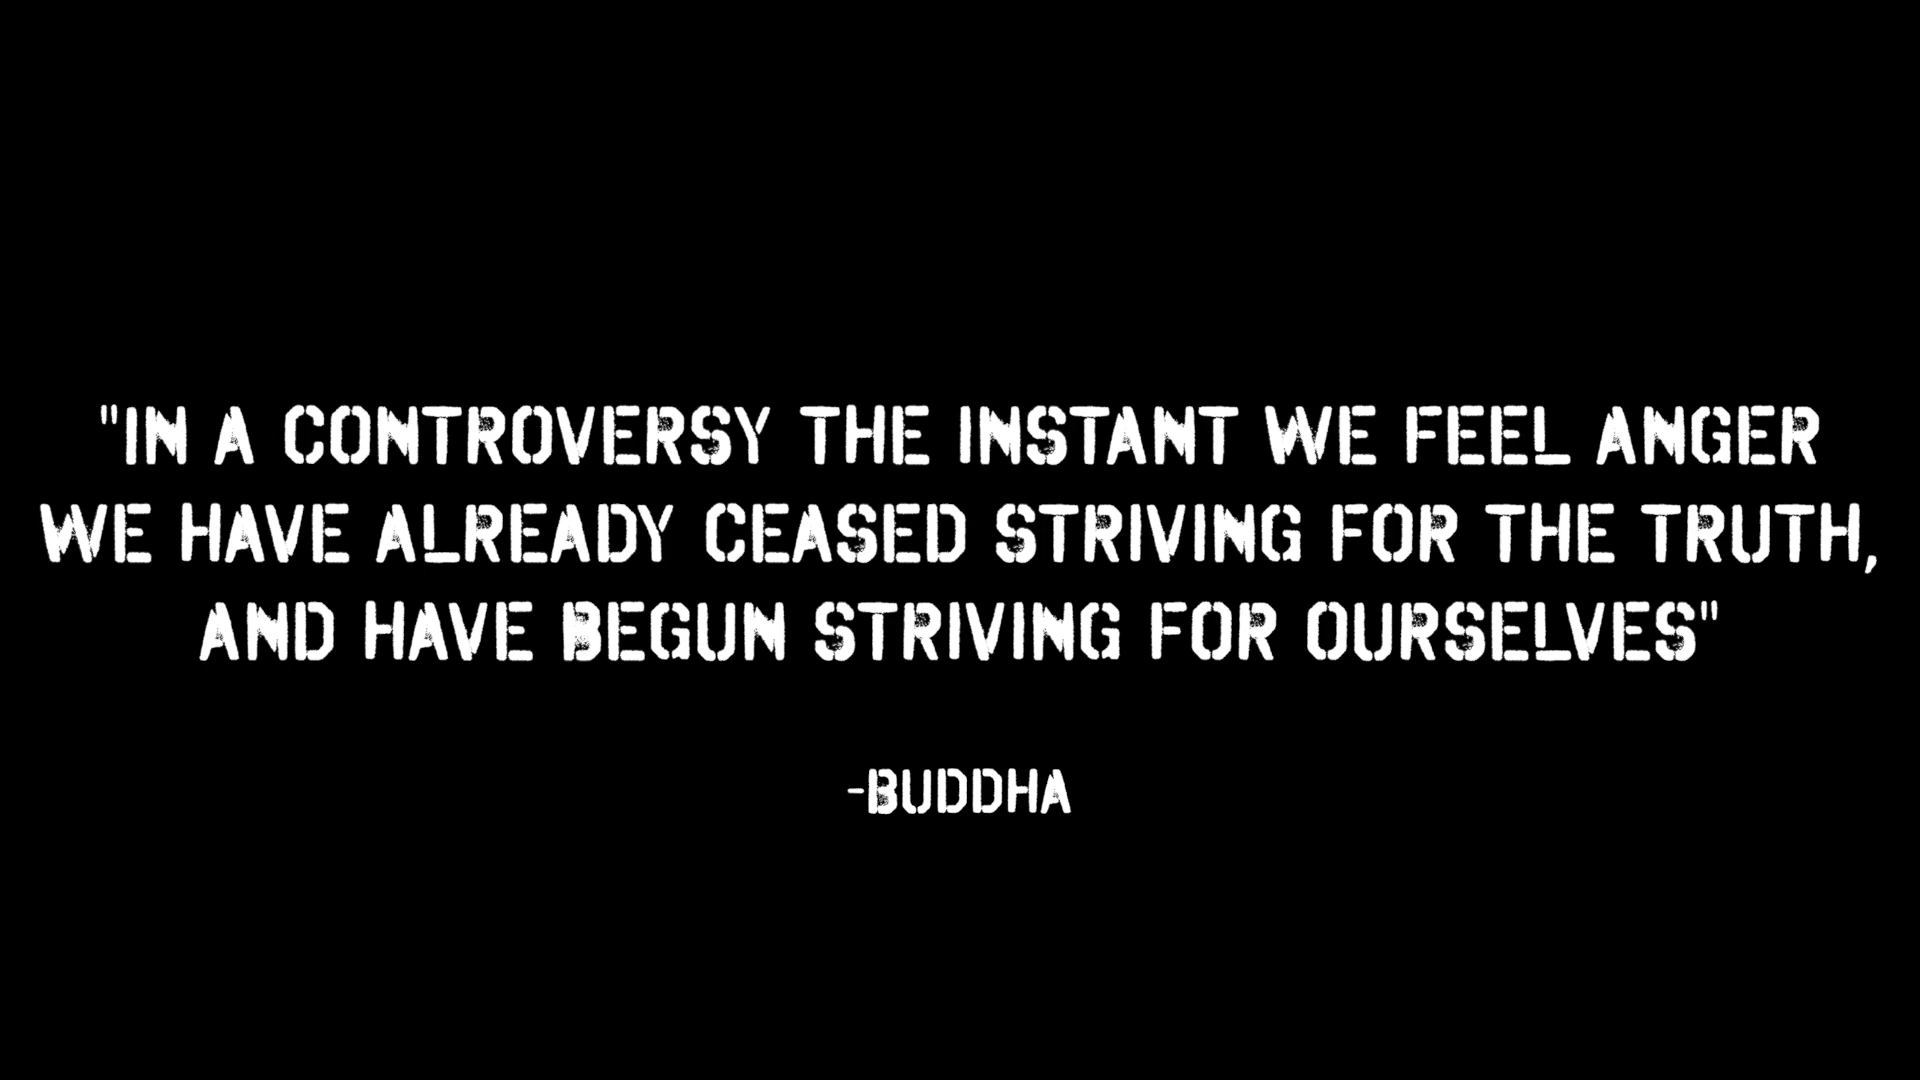 "IN A CONTROVERSY THE INSTANT WE FEEL ANGER
WE HAVE ALREADY CEASED STRIVING FOR THE TRUTH,
AND HAVE BEGUN STRIVING FOR OURSELVES"
-BUDDHA